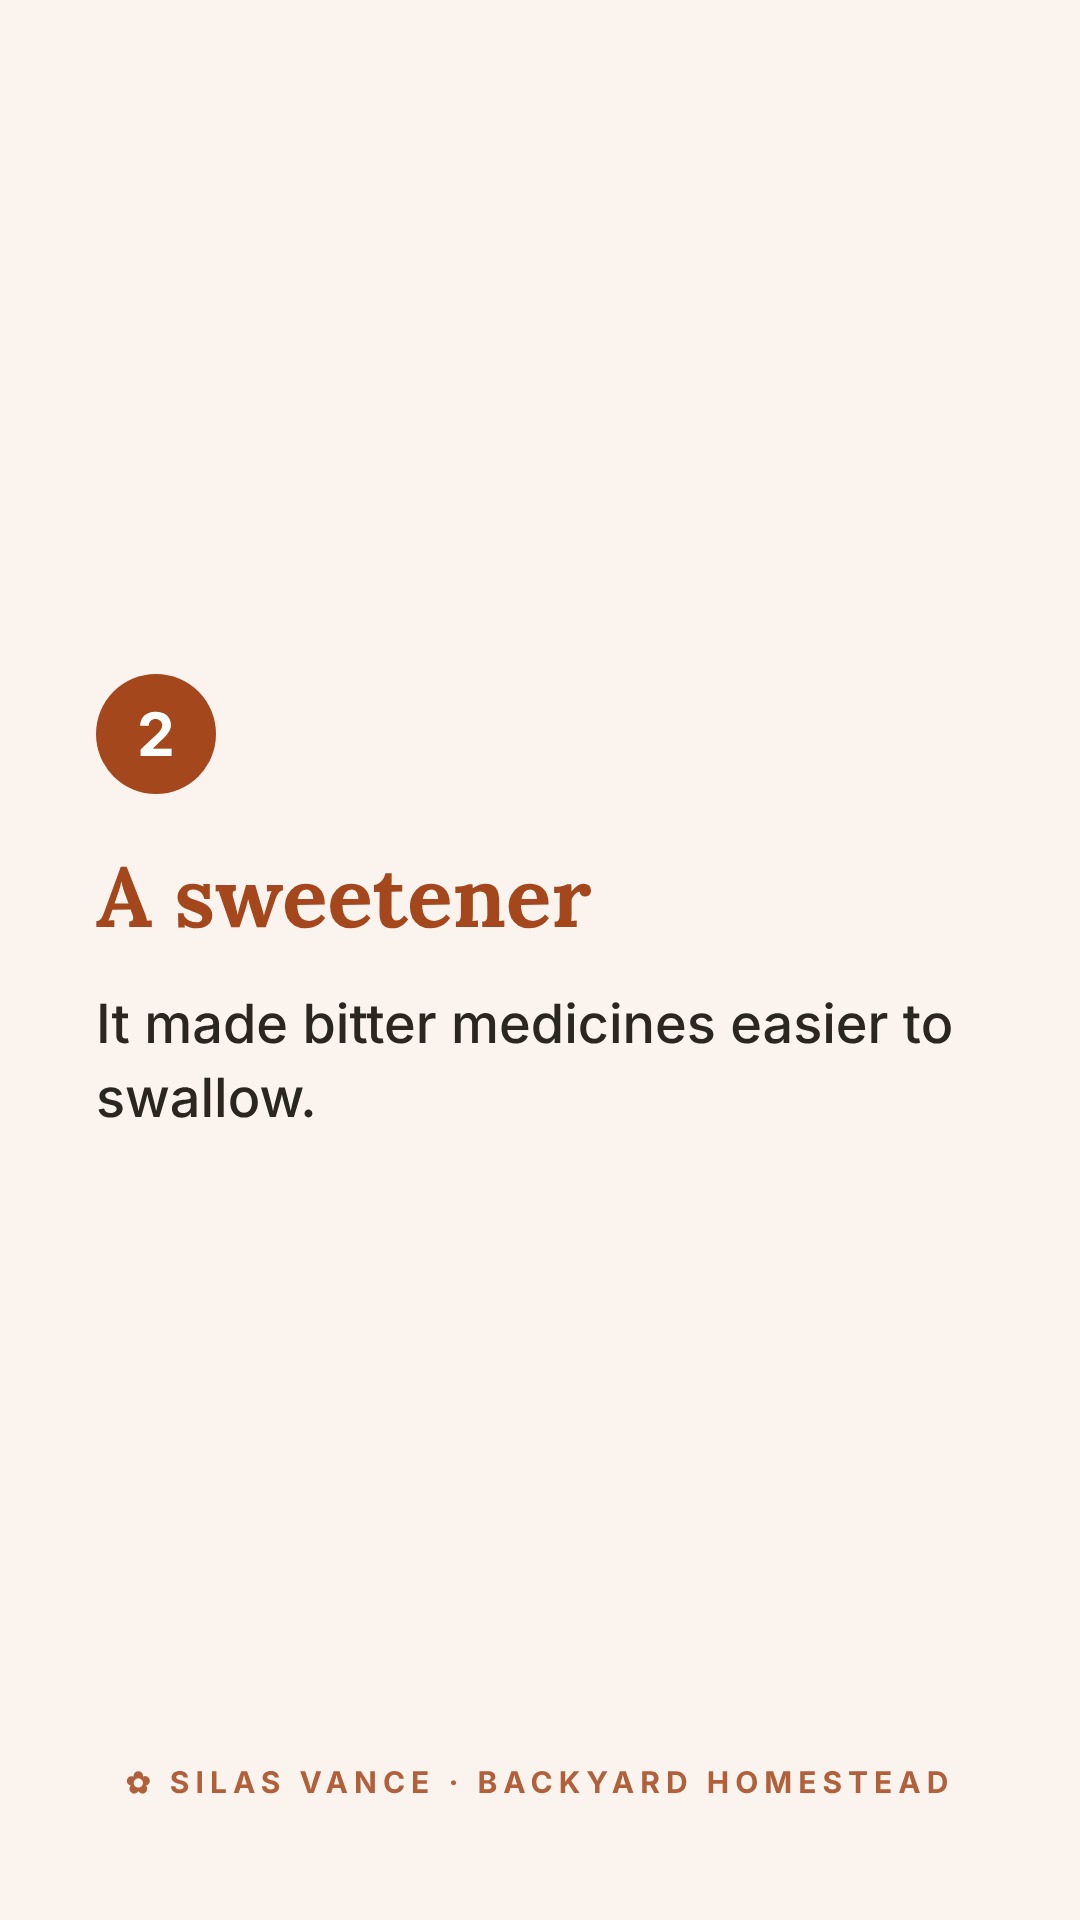 2
A sweetener
It made bitter medicines easier to
swallow.
✿ SILAS VANCE · BACKYARD HOMESTEAD